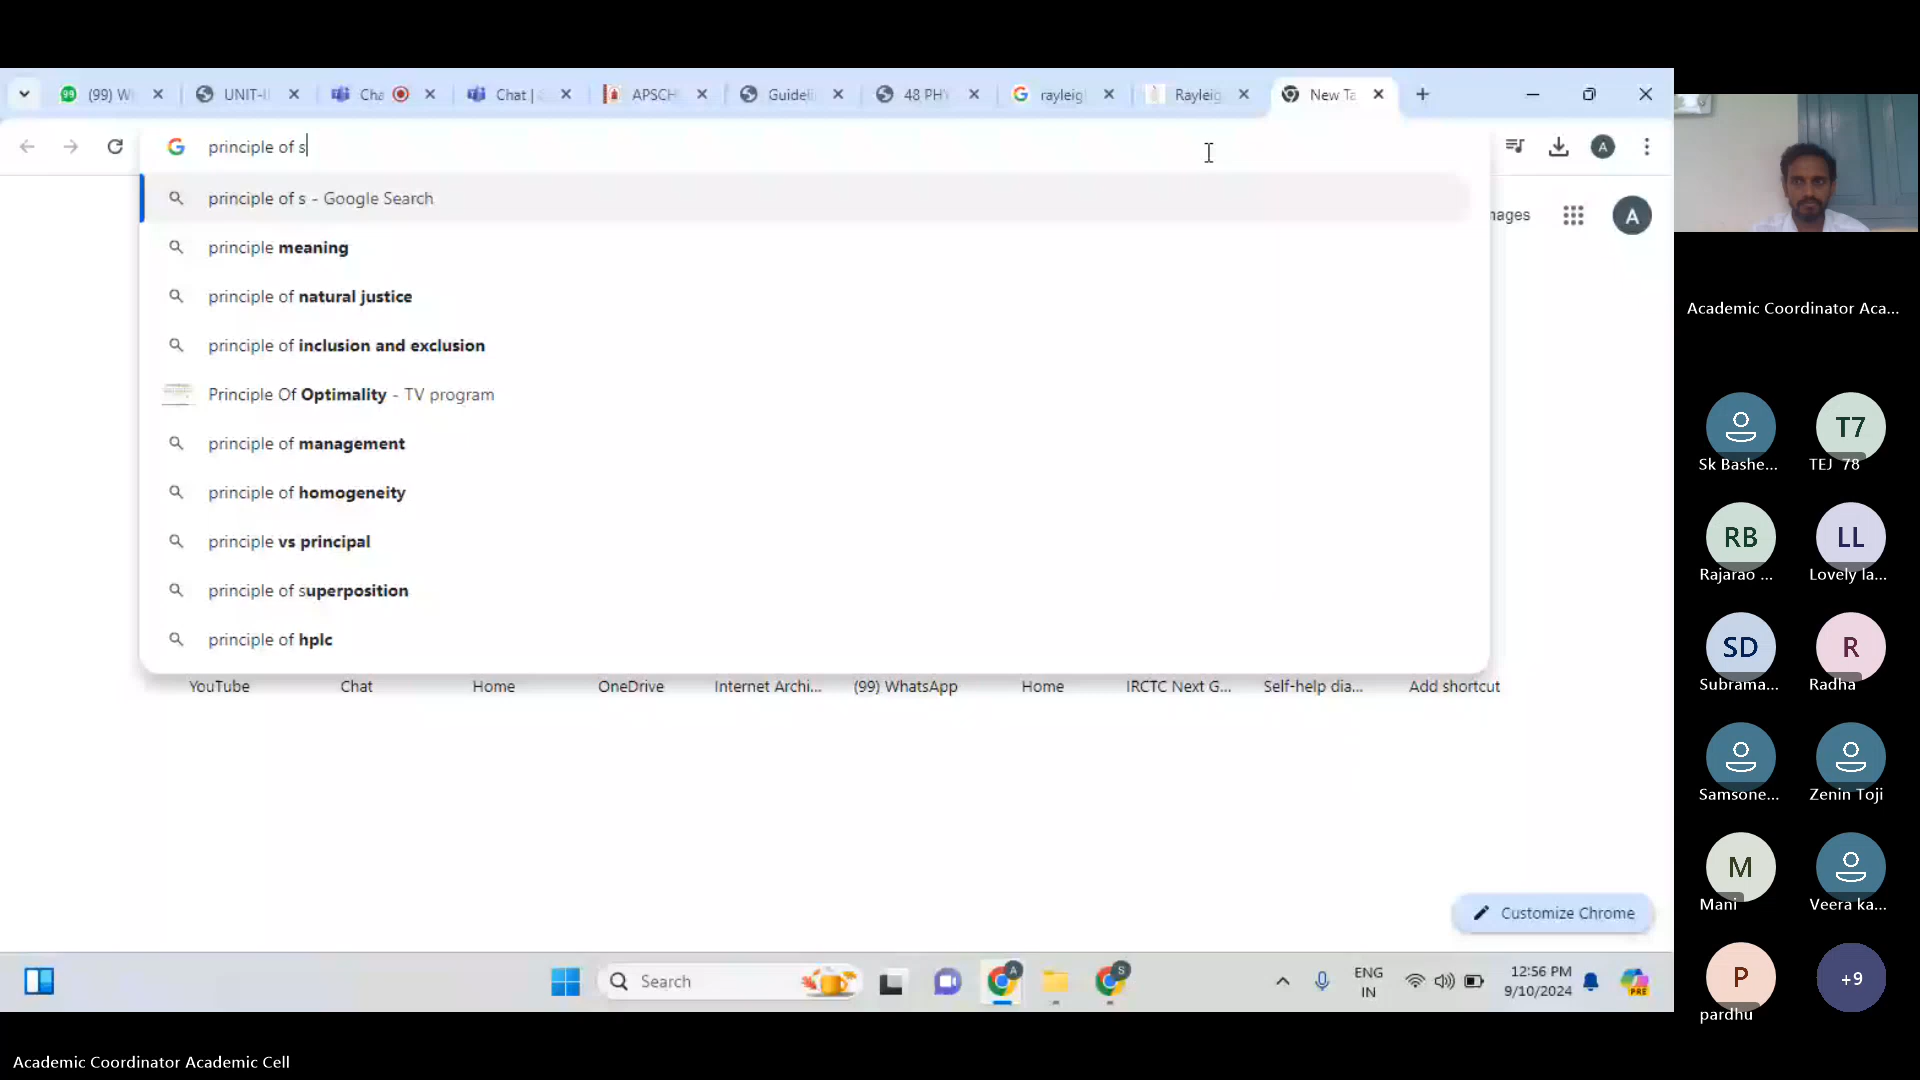 99 (99) W
UNIT-I
Cha
Chat |
APSCH
Guideli
48 PHY
rayleig
Rayleig
New Ta
principle of s
A
principle of s - Google Search
principle meaning
principle of natural justice
principle of inclusion and exclusion
Principle Of Optimality - TV program
principle of management
principle of homogeneity
principle vs principal
principle of superposition
principle of hplc
mages
A
YouTube
Chat
Home
OneDrive
Internet Archi...
(99) WhatsApp
Home
IRCTC Next G...
Self-help dia...
Add shortcut
Customize Chrome
Search
A
S
ENG
IN
12:56 PM
9/10/2024
PRE
Academic Coordinator Aca...
Sk Bashe...
T7
TEJ 78
RB
Rajarao ...
LL
Lovely la...
SD
Subrama...
R
Radha
Samsone...
Zenin Toji
M
Mani
Veera ka...
P
pardhu
+9
Academic Coordinator Academic Cell